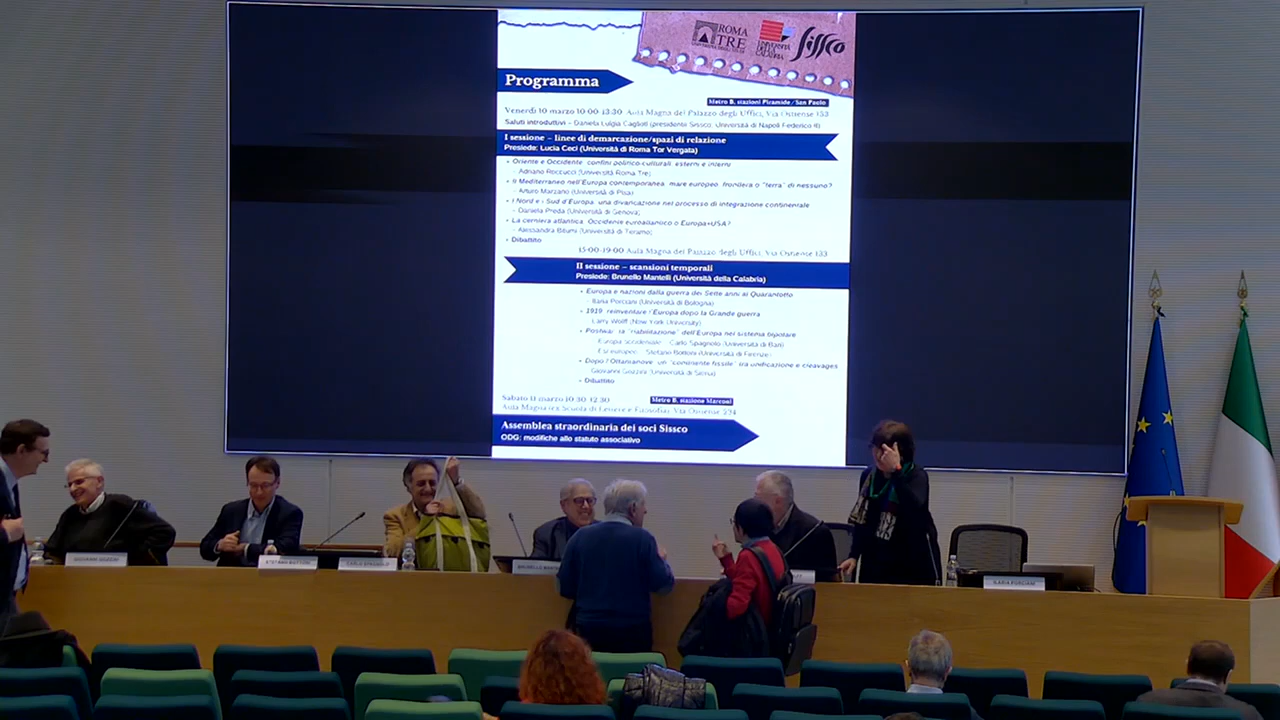 ROMA
TRE
UNIVERSITÀ
DELLA
CALABRIA
Sissco
Programma
Metro B, stazioni Piramide/San Paolo
Venerdì 10 marzo 10:00-13:30 Aula Magna del Palazzo degli Uffici, Via Ostiense 133
Saluti introduttivi – Daniela Luigia Caglioti (presidente Sissco, Università di Napoli Federico II)
I sessione – linee di demarcazione/spazi di relazione
Presiede: Lucia Ceci (Università di Roma Tor Vergata)
• Oriente e Occidente: confini politico-culturali, esterni e interni
- Adriano Roccucci (Università Roma Tre)
• Il Mediterraneo nell'Europa contemporanea: mare europeo, frontiera o "terra" di nessuno?
- Arturo Marzano (Università di Pisa)
• I Nord e i Sud d'Europa: una divaricazione nel processo di integrazione continentale
- Daniela Preda (Università di Genova)
• La cerniera atlantica: Occidente euroatlantico o Europa+USA?
- Alessandra Bitumi (Università di Teramo)
• Dibattito
15:00-19:00 Aula Magna del Palazzo degli Uffici, Via Ostiense 133
II sessione – scansioni temporali
Presiede: Brunello Mantelli (Università della Calabria)
• Europa e nazioni dalla guerra dei Sette anni al Quarantotto
- Ilaria Porciani (Università di Bologna)
• 1919: reinventare l'Europa dopo la Grande guerra
- Larry Wolff (New York University)
• Postwar: la "riabilitazione" dell'Europa nel sistema bipolare
Europa occidentale - Carlo Spagnolo (Università di Bari)
Est europeo - Stefano Bottoni (Università di Firenze)
• Dopo l'Ottantanove: un "continente fissile" tra unificazione e cleavages
- Giovanni Gozzini (Università di Siena)
• Dibattito
Sabato 11 marzo 10:30-12:30
Metro B, stazione Marconi
Aula Magna ex Scuola di Lettere e Filosofia, Via Ostiense 234
Assemblea straordinaria dei soci Sissco
ODG: modifiche allo statuto associativo
GIOVANNI GOZZINI
STEFANO BOTTONI
CARLO SPAGNOLO
BRUNELLO
ILARIA PORCIANI